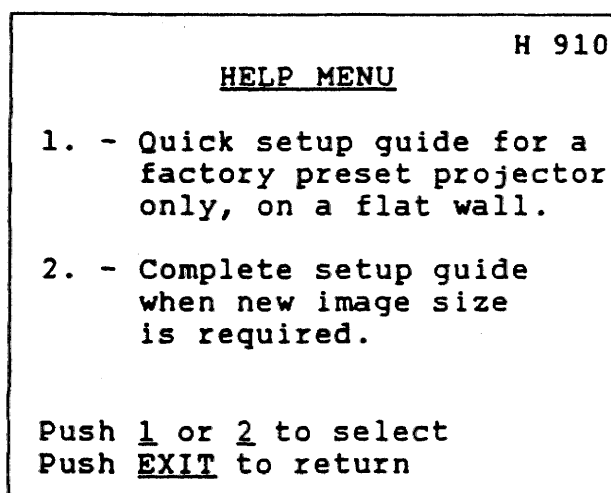 H 910
HELP MENU
1. - Quick setup guide for a
factory preset projector
only, on a flat wall.
2. - Complete setup guide
when new image size
is required.
Push 1 or 2 to select
Push EXIT to return